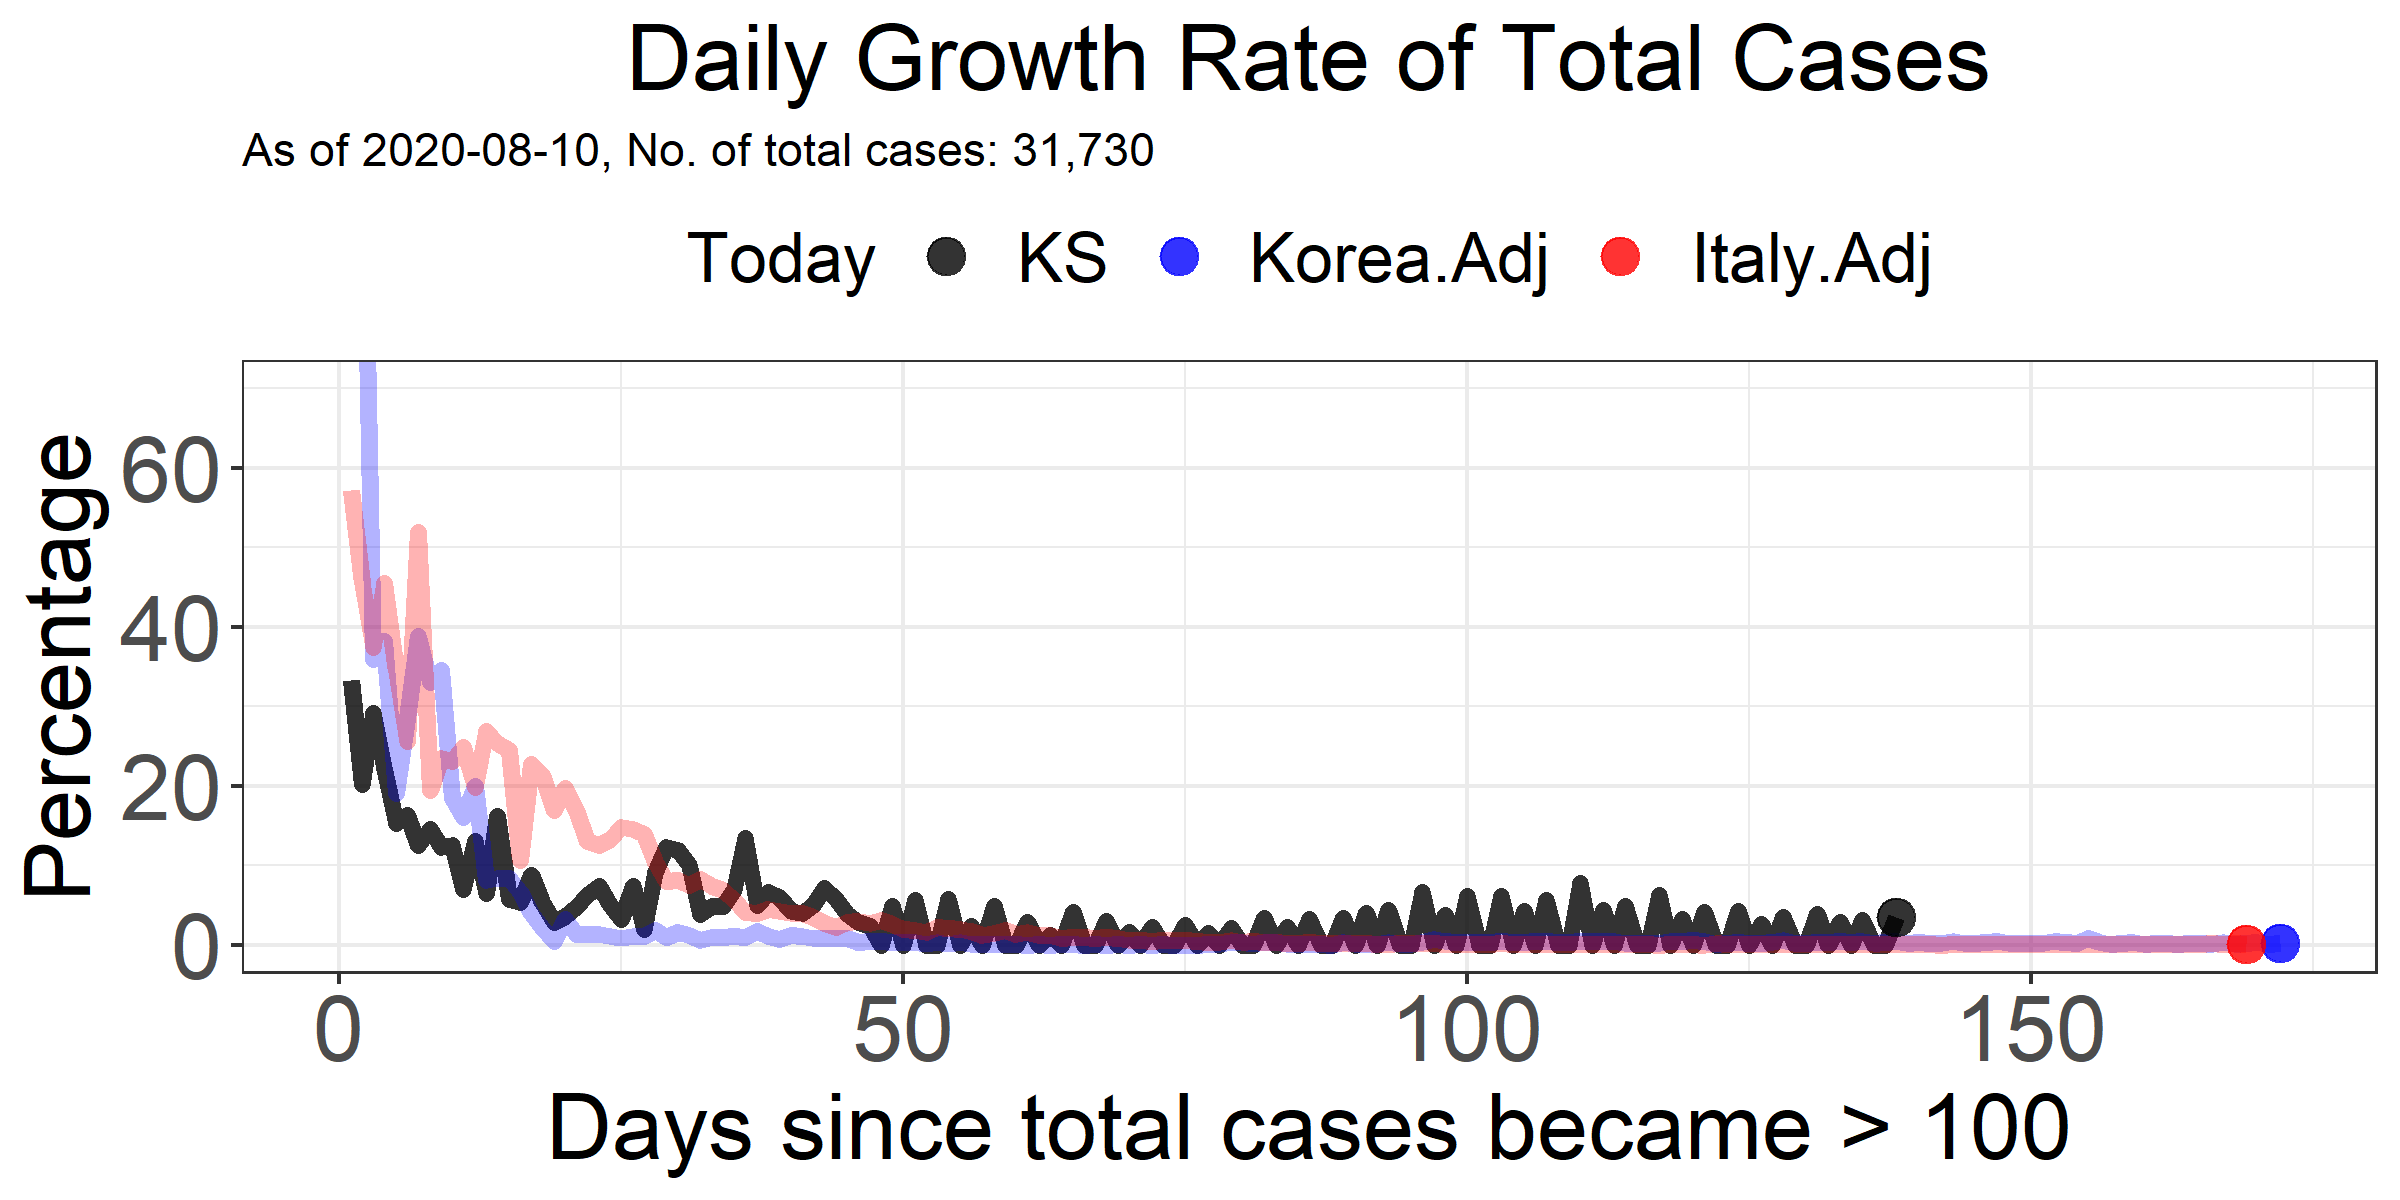 Daily Growth Rate of Total Cases
As of 2020-08-10, No. of total cases: 31,730
Today KS Korea.Adj Italy.Adj
Percentage
60
40
20
0
0 50 100 150
Days since total cases became > 100